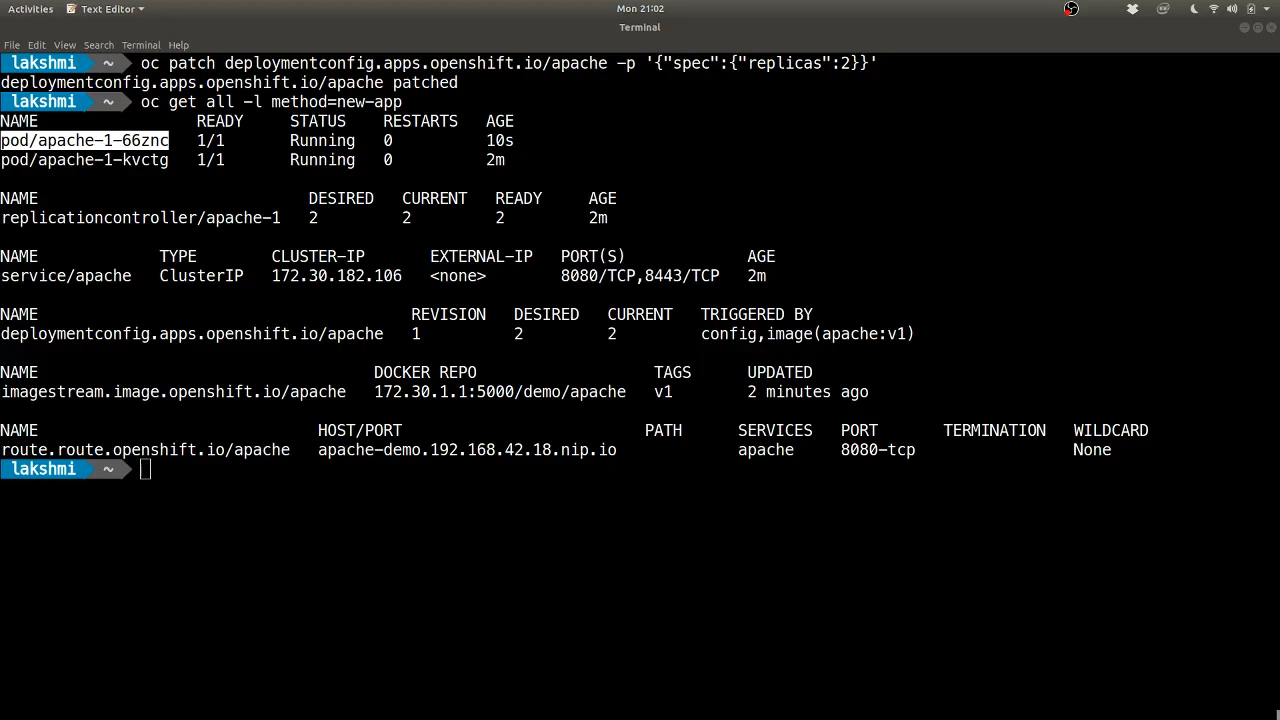 Activities Text Editor Mon 21:02
Terminal
File Edit View Search Terminal Help
lakshmi ~ oc patch deploymentconfig.apps.openshift.io/apache -p '{"spec":{"replicas":2}}'
deploymentconfig.apps.openshift.io/apache patched
lakshmi ~ oc get all -l method=new-app
NAME READY STATUS RESTARTS AGE
pod/apache-1-66znc 1/1 Running 0 10s
pod/apache-1-kvctg 1/1 Running 0 2m
NAME DESIRED CURRENT READY AGE
replicationcontroller/apache-1 2 2 2 2m
NAME TYPE CLUSTER-IP EXTERNAL-IP PORT(S) AGE
service/apache ClusterIP 172.30.182.106 <none> 8080/TCP,8443/TCP 2m
NAME REVISION DESIRED CURRENT TRIGGERED BY
deploymentconfig.apps.openshift.io/apache 1 2 2 config,image(apache:v1)
NAME DOCKER REPO TAGS UPDATED
imagestream.image.openshift.io/apache 172.30.1.1:5000/demo/apache v1 2 minutes ago
NAME HOST/PORT PATH SERVICES PORT TERMINATION WILDCARD
route.route.openshift.io/apache apache-demo.192.168.42.18.nip.io apache 8080-tcp None
lakshmi ~